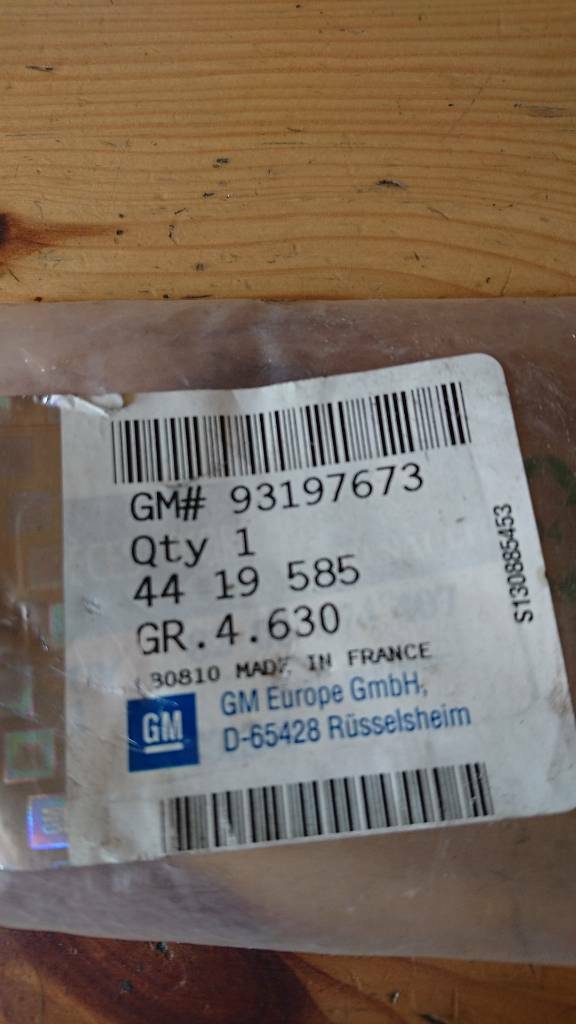 GM# 93197673
Qty 1
44 19 585
GR.4.630
30810 MADE IN FRANCE
GM
GM Europe GmbH,
D-65428 Rüsselsheim
S130885453